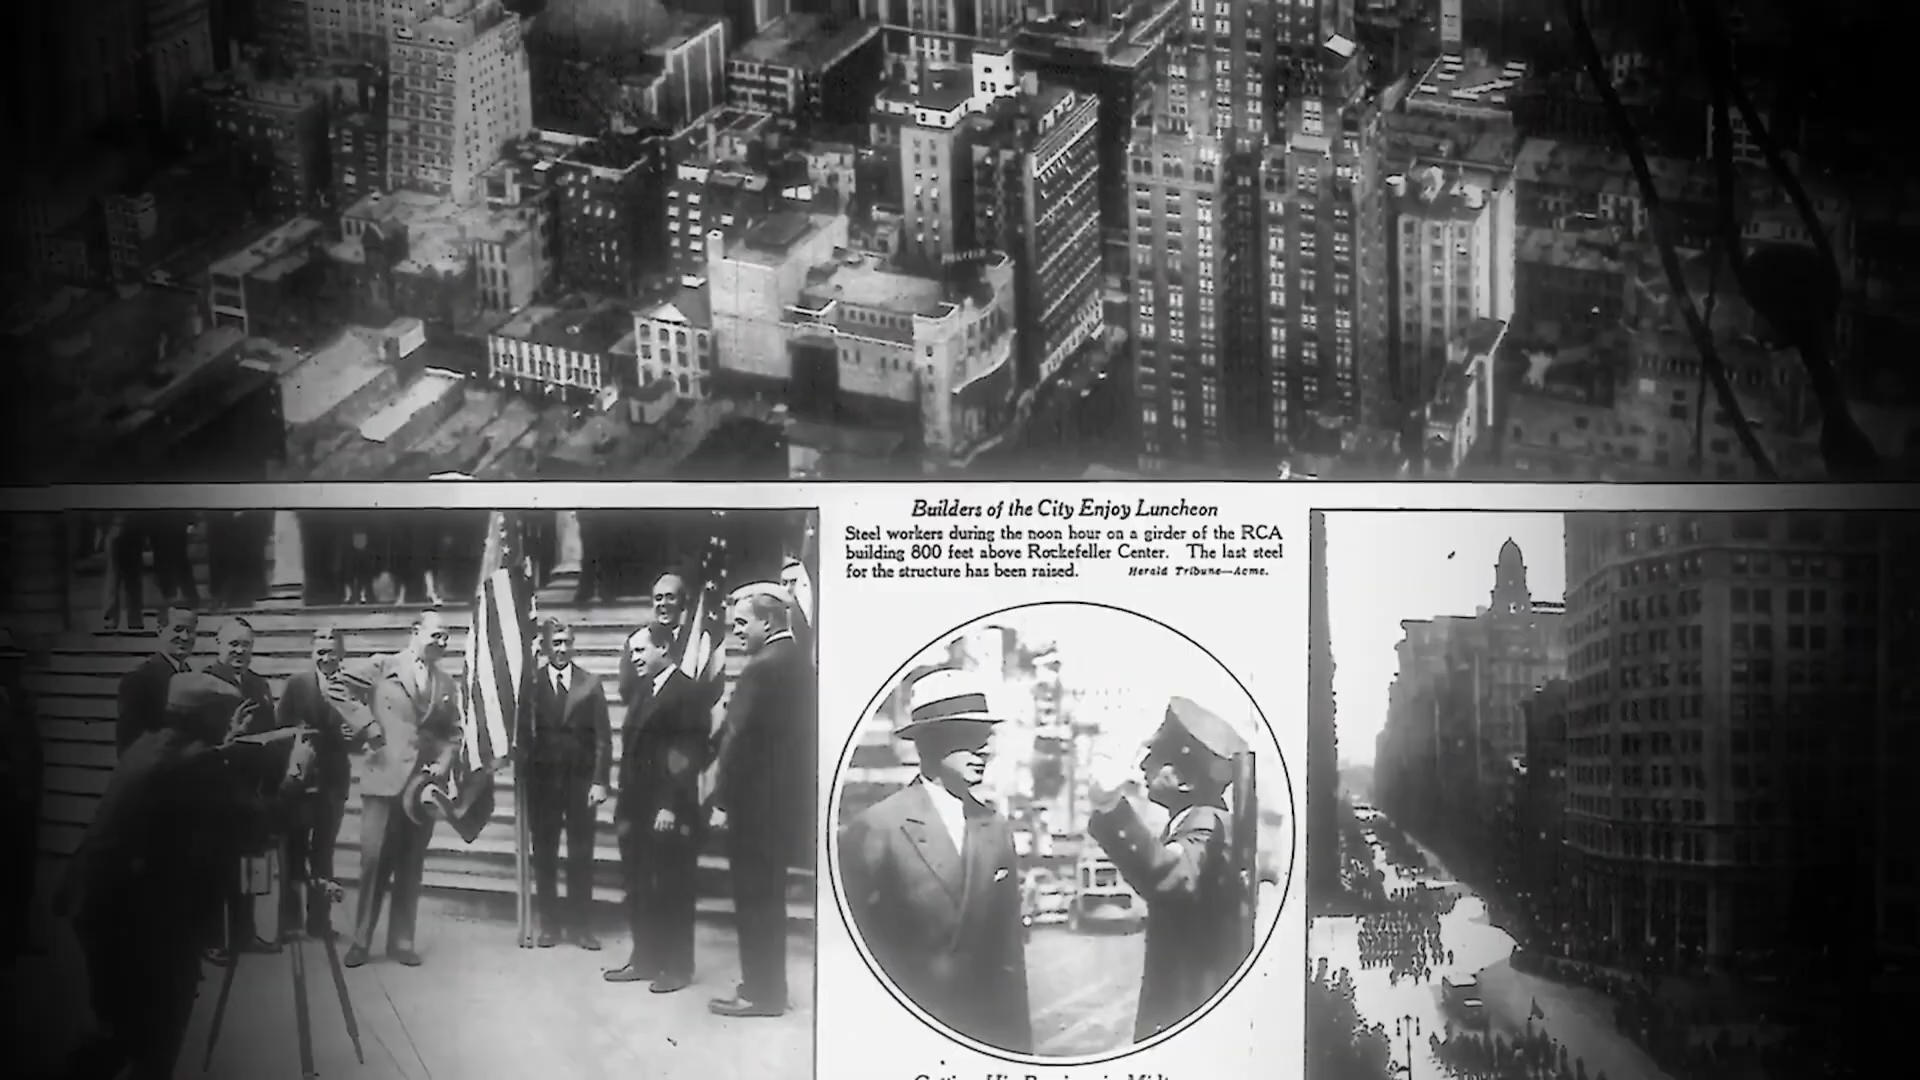 Builders of the City Enjoy Luncheon
Steel workers during the noon hour on a girder of the RCA
building 800 feet above Rockefeller Center. The last steel
for the structure has been raised. Herald Tribune—Acme.